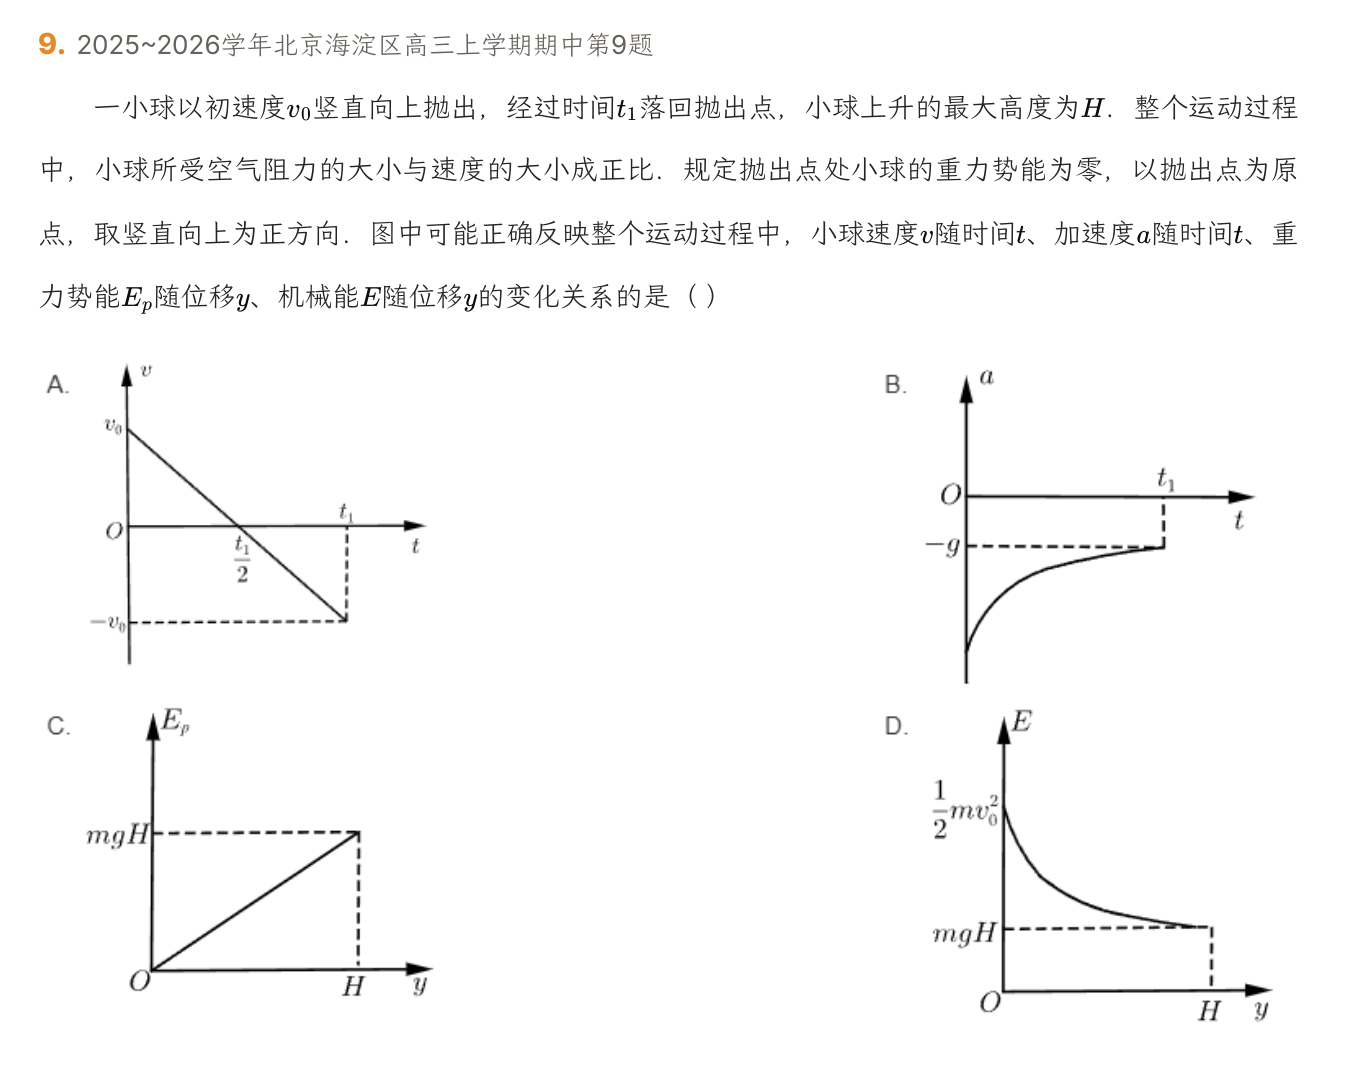 9. 2025~2026学年北京海淀区高三上学期期中第9题
一小球以初速度v₀竖直向上抛出，经过时间t₁落回抛出点，小球上升的最大高度为H．整个运动过程
中，小球所受空气阻力的大小与速度的大小成正比．规定抛出点处小球的重力势能为零，以抛出点为原
点，取竖直向上为正方向．图中可能正确反映整个运动过程中，小球速度v随时间t、加速度a随时间t、重
力势能Eₚ随位移y、机械能E随位移y的变化关系的是（ ）
A.
v
v₀
O
t₁
t₁/2
t
−v₀
B.
a
O
t₁
t
−g
C.
Eₚ
mgH
O
H
y
D.
E
1/2 mv₀²
mgH
O
H
y